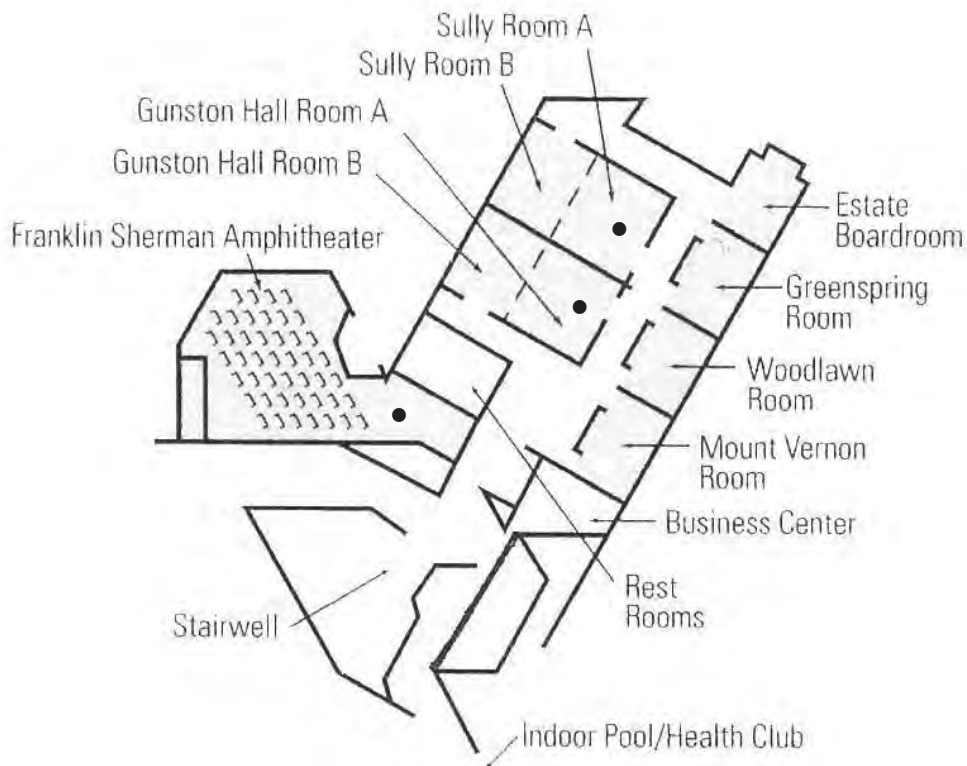 Sully Room A
Sully Room B
Gunston Hall Room A
Gunston Hall Room B
Franklin Sherman Amphitheater
Estate
Boardroom
Greenspring
Room
Woodlawn
Room
Mount Vernon
Room
Business Center
Rest
Rooms
Stairwell
Indoor Pool/Health Club